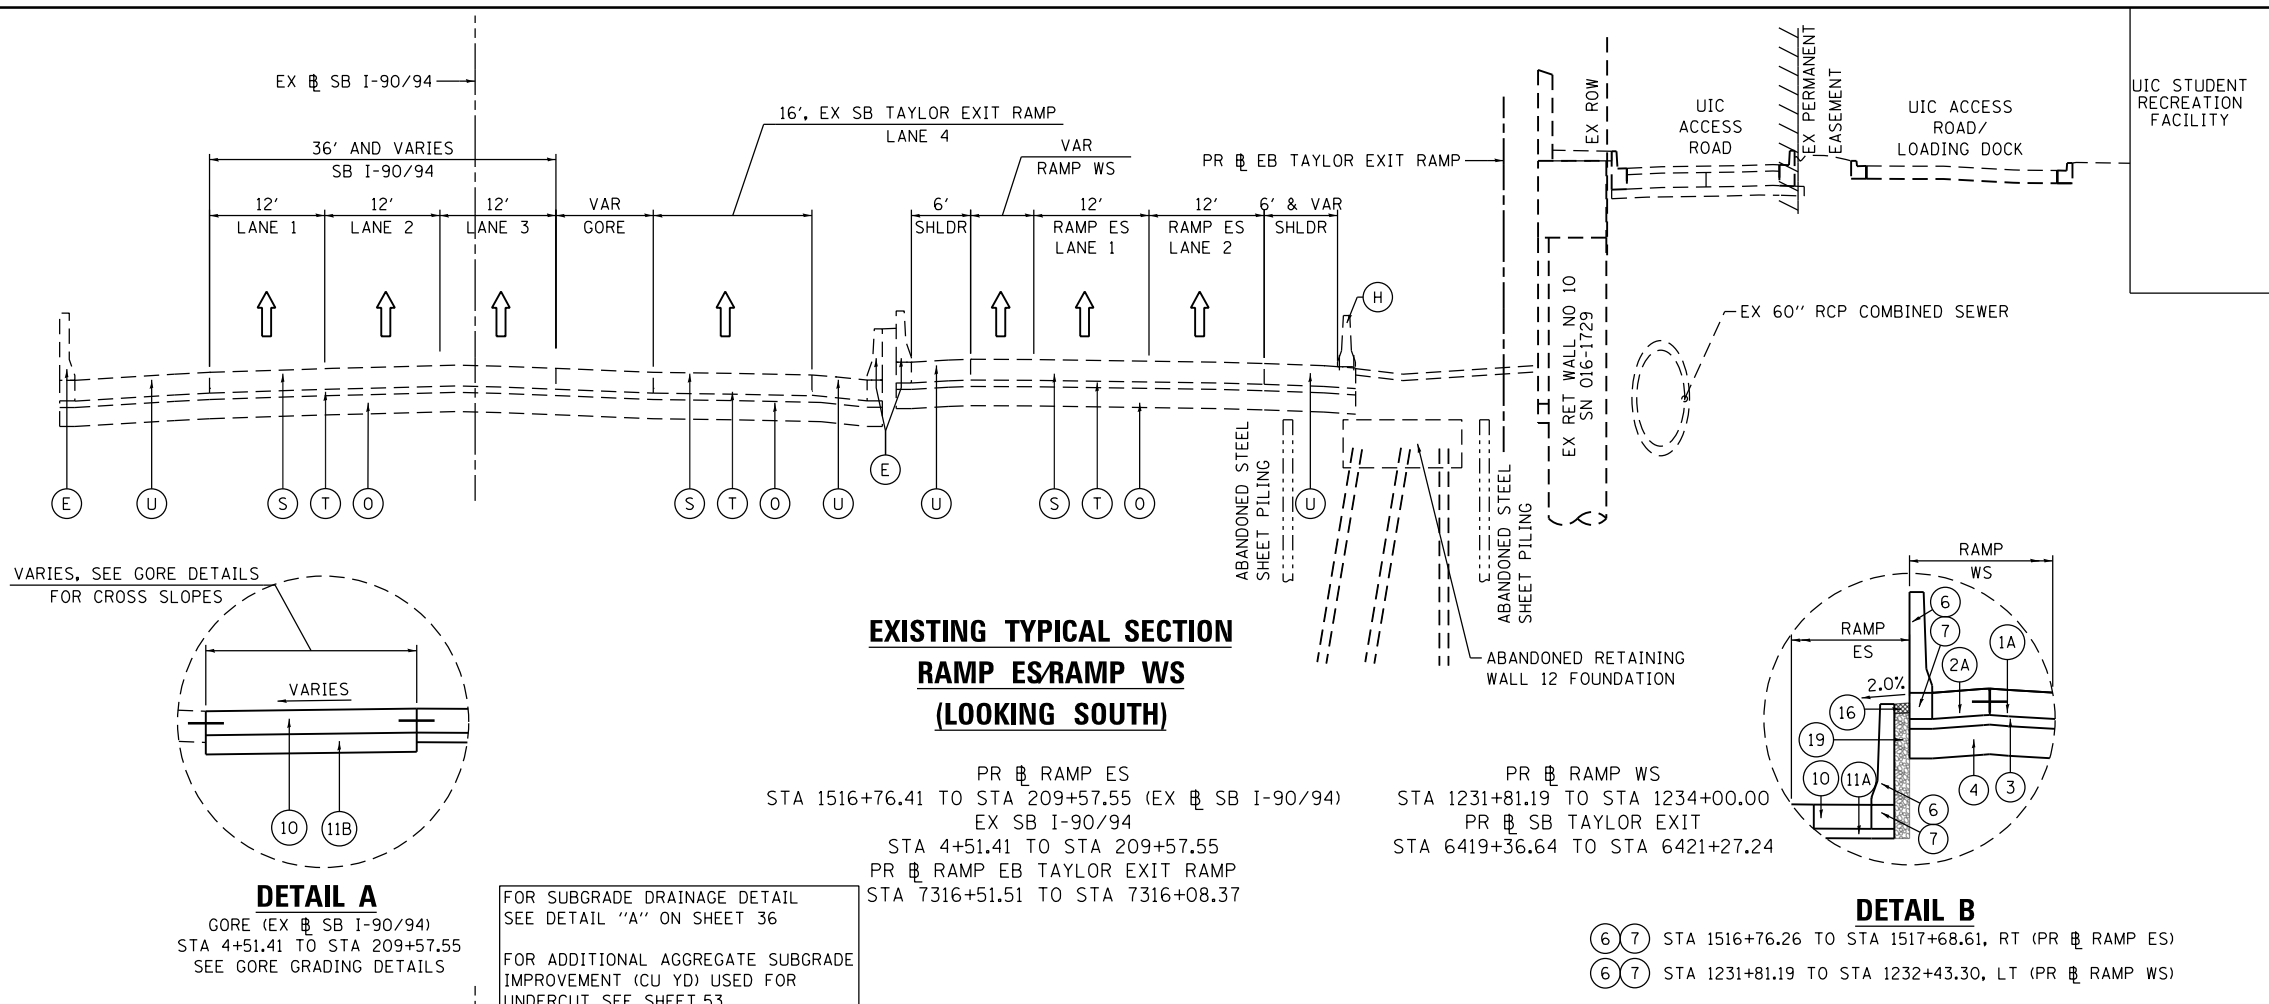 EX ⅊ SB I-90/94
36' AND VARIES
SB I-90/94
12'
LANE 1
12'
LANE 2
12'
LANE 3
VAR
GORE
16', EX SB TAYLOR EXIT RAMP
LANE 4
VAR
RAMP WS
6'
SHLDR
12'
RAMP ES
LANE 1
12'
RAMP ES
LANE 2
6' & VAR
SHLDR
PR ⅊ EB TAYLOR EXIT RAMP
EX ROW
UIC
ACCESS
ROAD
EX PERMANENT
EASEMENT
UIC ACCESS
ROAD/
LOADING DOCK
UIC STUDENT
RECREATION
FACILITY
H
EX RET WALL NO 10
SN 016-1729
EX 60" RCP COMBINED SEWER
E
U
S
T
O
S
T
O
U
E
U
S
T
O
U
ABANDONED STEEL
SHEET PILING
ABANDONED STEEL
SHEET PILING
ABANDONED RETAINING
WALL 12 FOUNDATION
VARIES, SEE GORE DETAILS
FOR CROSS SLOPES
VARIES
10
11B
DETAIL A
GORE (EX ⅊ SB I-90/94)
STA 4+51.41 TO STA 209+57.55
SEE GORE GRADING DETAILS
FOR SUBGRADE DRAINAGE DETAIL
SEE DETAIL "A" ON SHEET 36
FOR ADDITIONAL AGGREGATE SUBGRADE
IMPROVEMENT (CU YD) USED FOR
UNDERCUT SEE SHEET 53
EXISTING TYPICAL SECTION
RAMP ES/RAMP WS
(LOOKING SOUTH)
PR ⅊ RAMP ES
STA 1516+76.41 TO STA 209+57.55 (EX ⅊ SB I-90/94)
EX SB I-90/94
STA 4+51.41 TO STA 209+57.55
PR ⅊ RAMP EB TAYLOR EXIT RAMP
STA 7316+51.51 TO STA 7316+08.37
PR ⅊ RAMP WS
STA 1231+81.19 TO STA 1234+00.00
PR ⅊ SB TAYLOR EXIT
STA 6419+36.64 TO STA 6421+27.24
RAMP
WS
RAMP
ES
6
7
1A
2A
2.0%
16
19
10
11A
4
3
6
7
DETAIL B
6 7 STA 1516+76.26 TO STA 1517+68.61, RT (PR ⅊ RAMP ES)
6 7 STA 1231+81.19 TO STA 1232+43.30, LT (PR ⅊ RAMP WS)